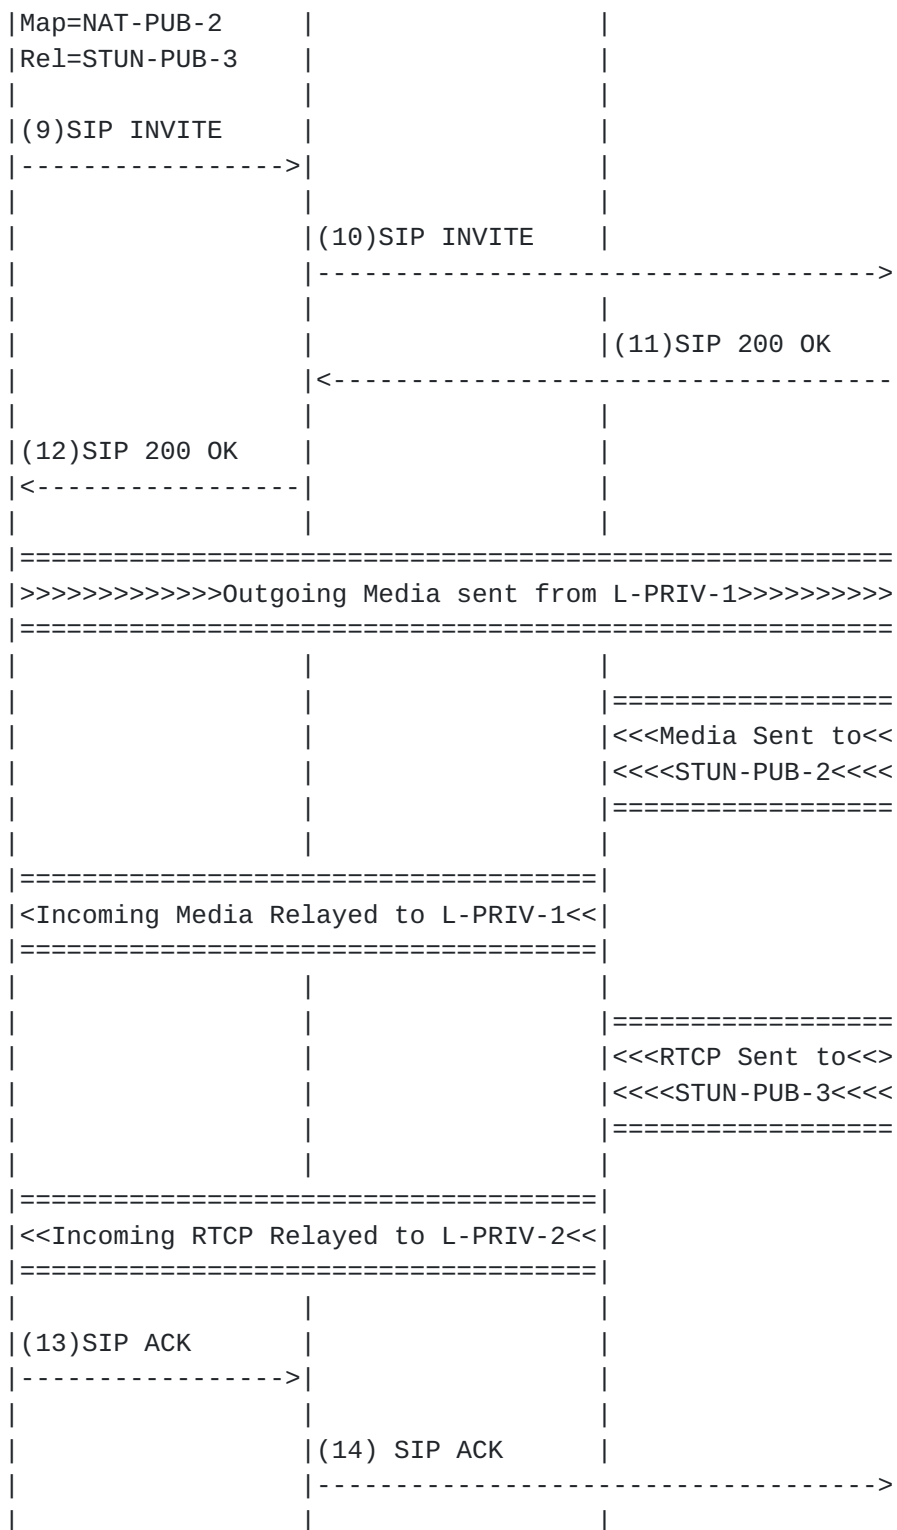 |Map=NAT-PUB-2     |                  |
|Rel=STUN-PUB-3    |                  |
|                  |                  |
|(9)SIP INVITE     |                  |
|----------------->|                  |
|                  |                  |
|                  |(10)SIP INVITE    |
|                  |------------------------------------>
|                  |                  |
|                  |                  |(11)SIP 200 OK
|                  |<------------------------------------
|                  |                  |
|(12)SIP 200 OK    |                  |
|<-----------------|                  |
|                  |                  |
|========================================================
|>>>>>>>>>>>>>Outgoing Media sent from L-PRIV-1>>>>>>>>>>
|========================================================
|                  |                  |
|                  |                  |==================
|                  |                  |<<<Media Sent to<<
|                  |                  |<<<<STUN-PUB-2<<<<
|                  |                  |==================
|                  |                  |
|=====================================|
|<Incoming Media Relayed to L-PRIV-1<<|
|=====================================|
|                  |                  |
|                  |                  |==================
|                  |                  |<<<RTCP Sent to<<>
|                  |                  |<<<<STUN-PUB-3<<<<
|                  |                  |==================
|                  |                  |
|=====================================|
|<<Incoming RTCP Relayed to L-PRIV-2<<|
|=====================================|
|                  |                  |
|(13)SIP ACK       |                  |
|----------------->|                  |
|                  |                  |
|                  |(14) SIP ACK      |
|                  |------------------------------------>
|                  |                  |